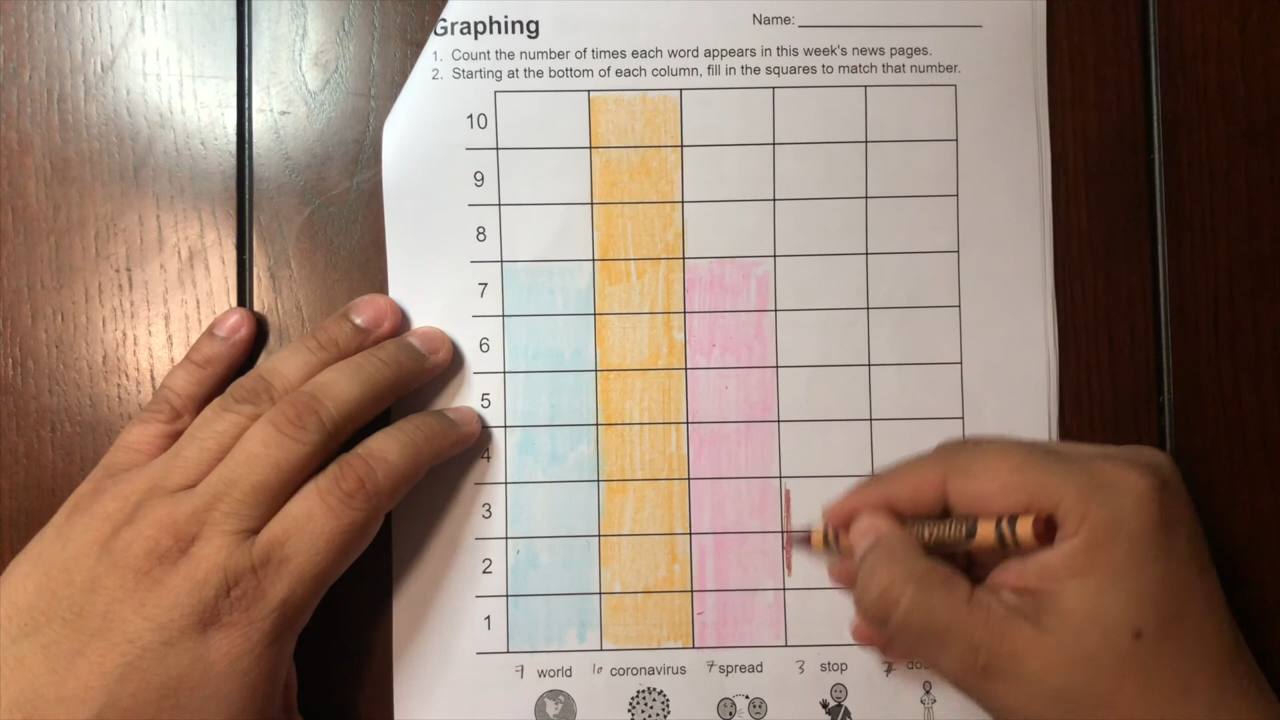 Graphing
Name:
1. Count the number of times each word appears in this week's news pages.
2. Starting at the bottom of each column, fill in the squares to match that number.
10
9
8
7
6
5
4
3
2
1
7 world 10 coronavirus 7 spread 3 stop